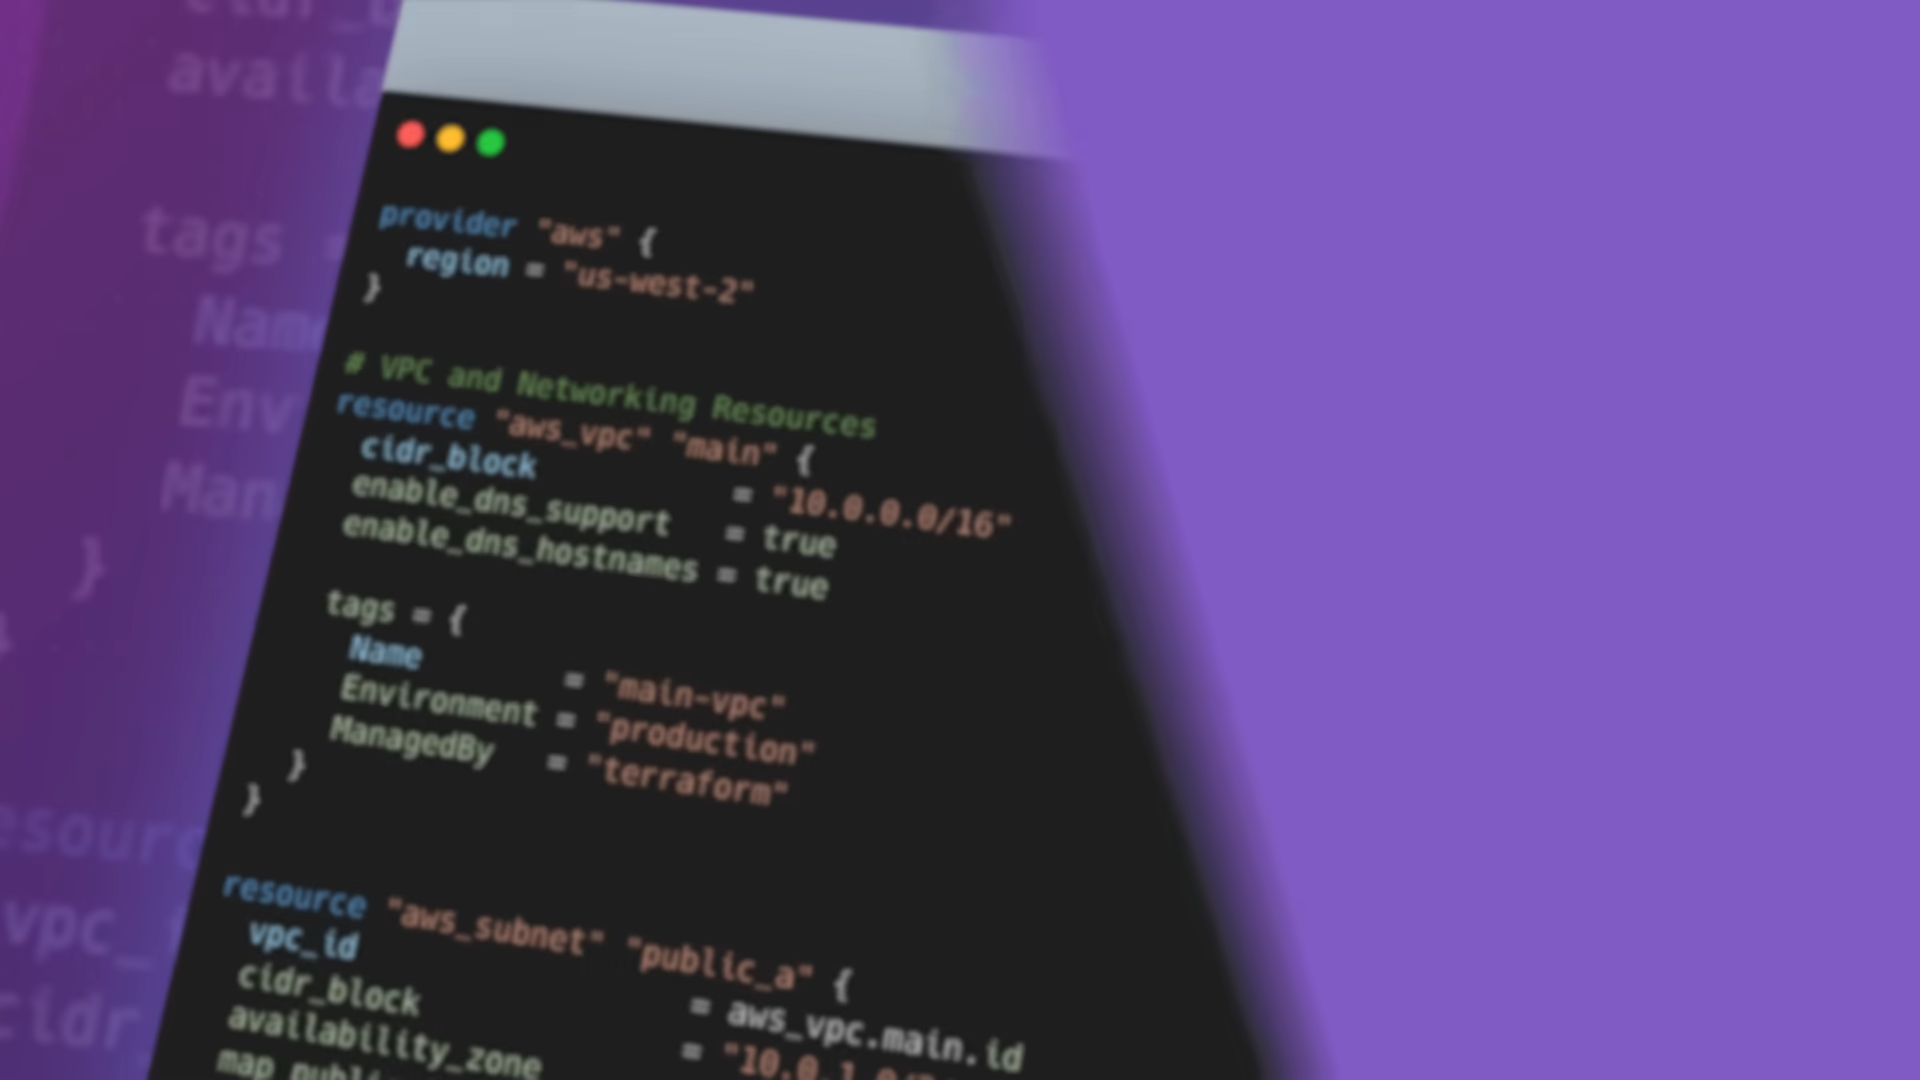 provider "aws" {
region = "us-west-2"
}
# VPC and Networking Resources
resource "aws_vpc" "main" {
cidr_block = "10.0.0.0/16"
enable_dns_support = true
enable_dns_hostnames = true
tags = {
Name = "main-vpc"
Environment = "production"
ManagedBy = "terraform"
}
}
resource "aws_subnet" "public_a" {
vpc_id = aws_vpc.main.id
cidr_block =
availability_zone
tags
}